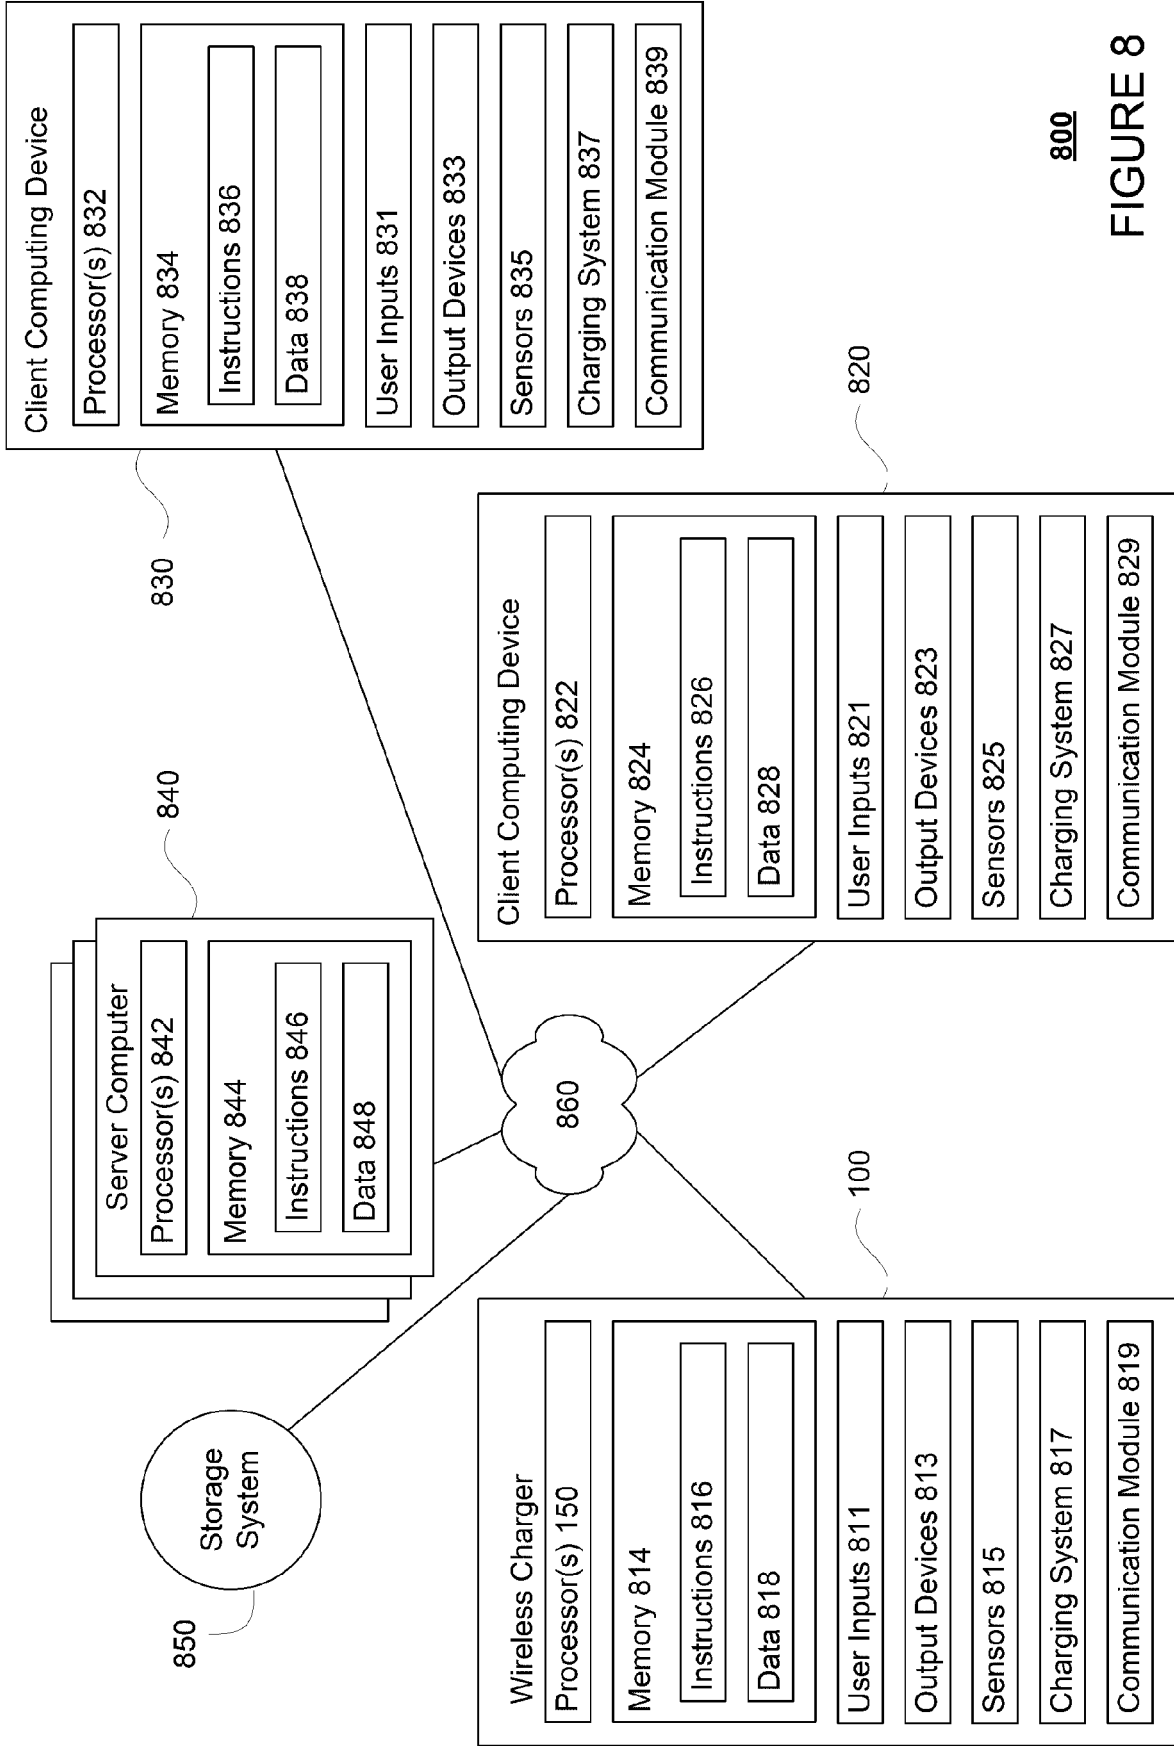 Storage
System
850
Server Computer
Processor(s) 842
Memory 844
Instructions 846
Data 848
840
Client Computing Device
Processor(s) 832
Memory 834
Instructions 836
Data 838
User Inputs 831
Output Devices 833
Sensors 835
Charging System 837
Communication Module 839
830
860
Wireless Charger
Processor(s) 150
Memory 814
Instructions 816
Data 818
User Inputs 811
Output Devices 813
Sensors 815
Charging System 817
Communication Module 819
100
Client Computing Device
Processor(s) 822
Memory 824
Instructions 826
Data 828
User Inputs 821
Output Devices 823
Sensors 825
Charging System 827
Communication Module 829
820
800
FIGURE 8